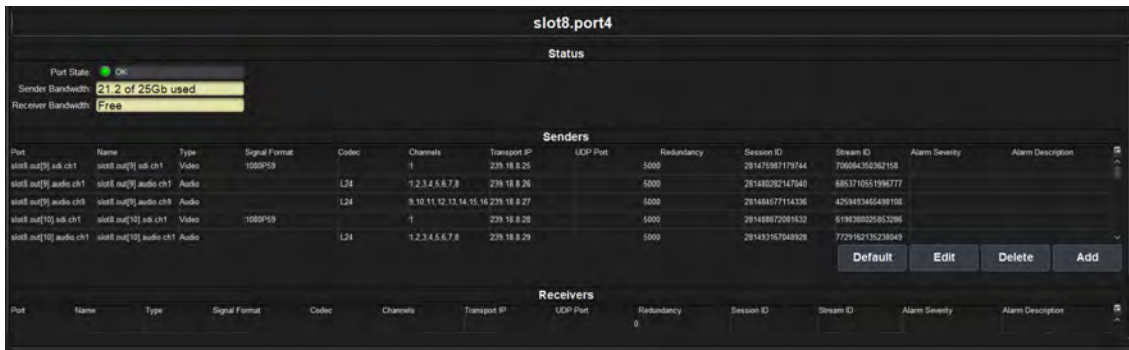 slot8.port4
Status
Port State: OK
Sender Bandwidth: 21.2 of 25Gb used
Receiver Bandwidth: Free
Senders
Port Name Type Signal Format Codec Channels Transport IP UDP Port Redundancy Session ID Stream ID Alarm Severity Alarm Description
slot8.out[9].sdi.ch1 slot8.out[9].sdi.ch1 Video 1080P59 1 239.18.8.25 5000 281475987179744 706084350362158
slot8.out[9].audio.ch1 slot8.out[9].audio.ch1 Audio L24 1,2,3,4,5,6,7,8 239.18.8.26 5000 281480282147040 6853710551996777
slot8.out[9].audio.ch9 slot8.out[9].audio.ch9 Audio L24 9,10,11,12,13,14,15,16 239.18.8.27 5000 281484577114336 4259493465498108
slot8.out[10].sdi.ch1 slot8.out[10].sdi.ch1 Video 1080P59 1 239.18.8.28 5000 281488872081632 6198380025853286
slot8.out[10].audio.ch1 slot8.out[10].audio.ch1 Audio L24 1,2,3,4,5,6,7,8 239.18.8.29 5000 281493167048928 7729162135238049
Default Edit Delete Add
Receivers
Port Name Type Signal Format Codec Channels Transport IP UDP Port Redundancy Session ID Stream ID Alarm Severity Alarm Description
0